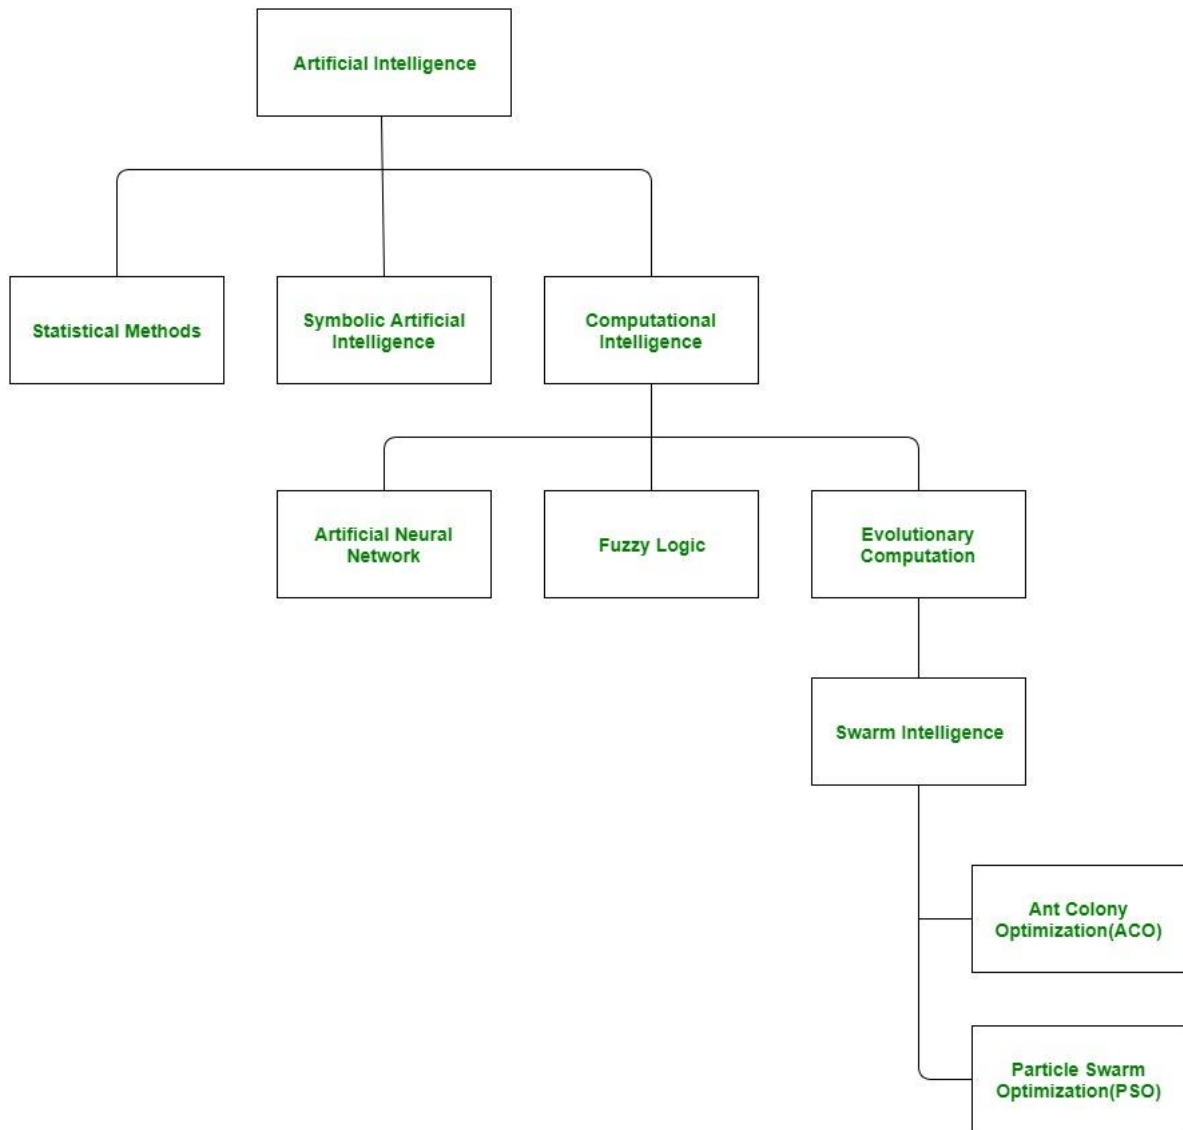 Artificial Intelligence
Statistical Methods
Symbolic Artificial
Intelligence
Computational
Intelligence
Artificial Neural
Network
Fuzzy Logic
Evolutionary
Computation
Swarm Intelligence
Ant Colony
Optimization(ACO)
Particle Swarm
Optimization(PSO)